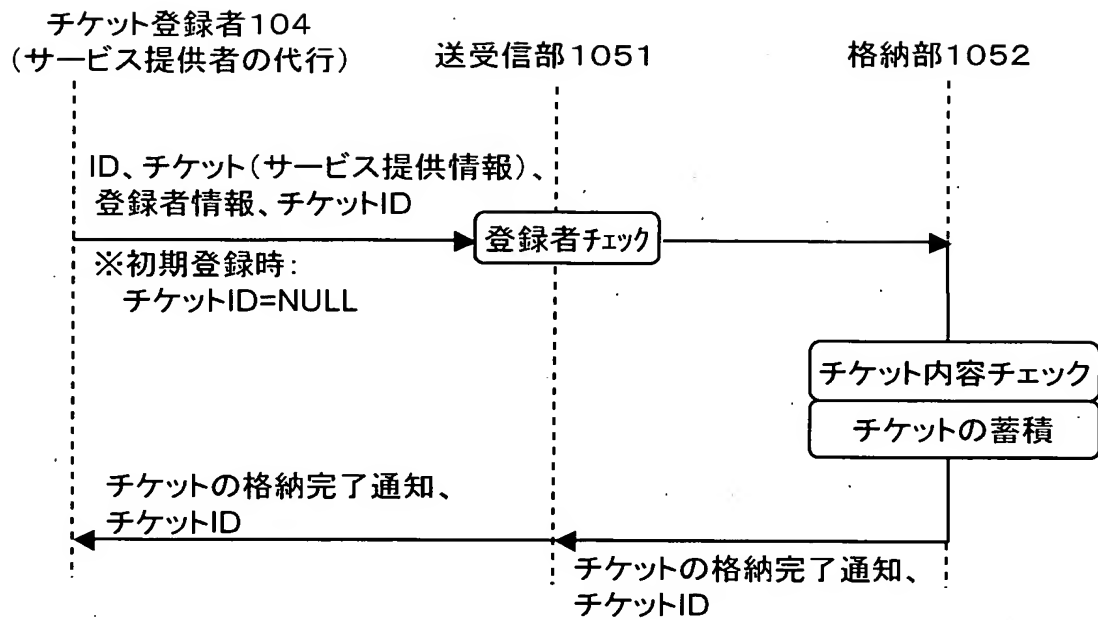 チケット登録者104
(サービス提供者の代行)
送受信部1051
格納部1052
ID、チケット(サービス提供情報)、
登録者情報、チケットID
※初期登録時:
チケットID=NULL
登録者チェック
チケット内容チェック
チケットの蓄積
チケットの格納完了通知、
チケットID
チケットの格納完了通知、
チケットID